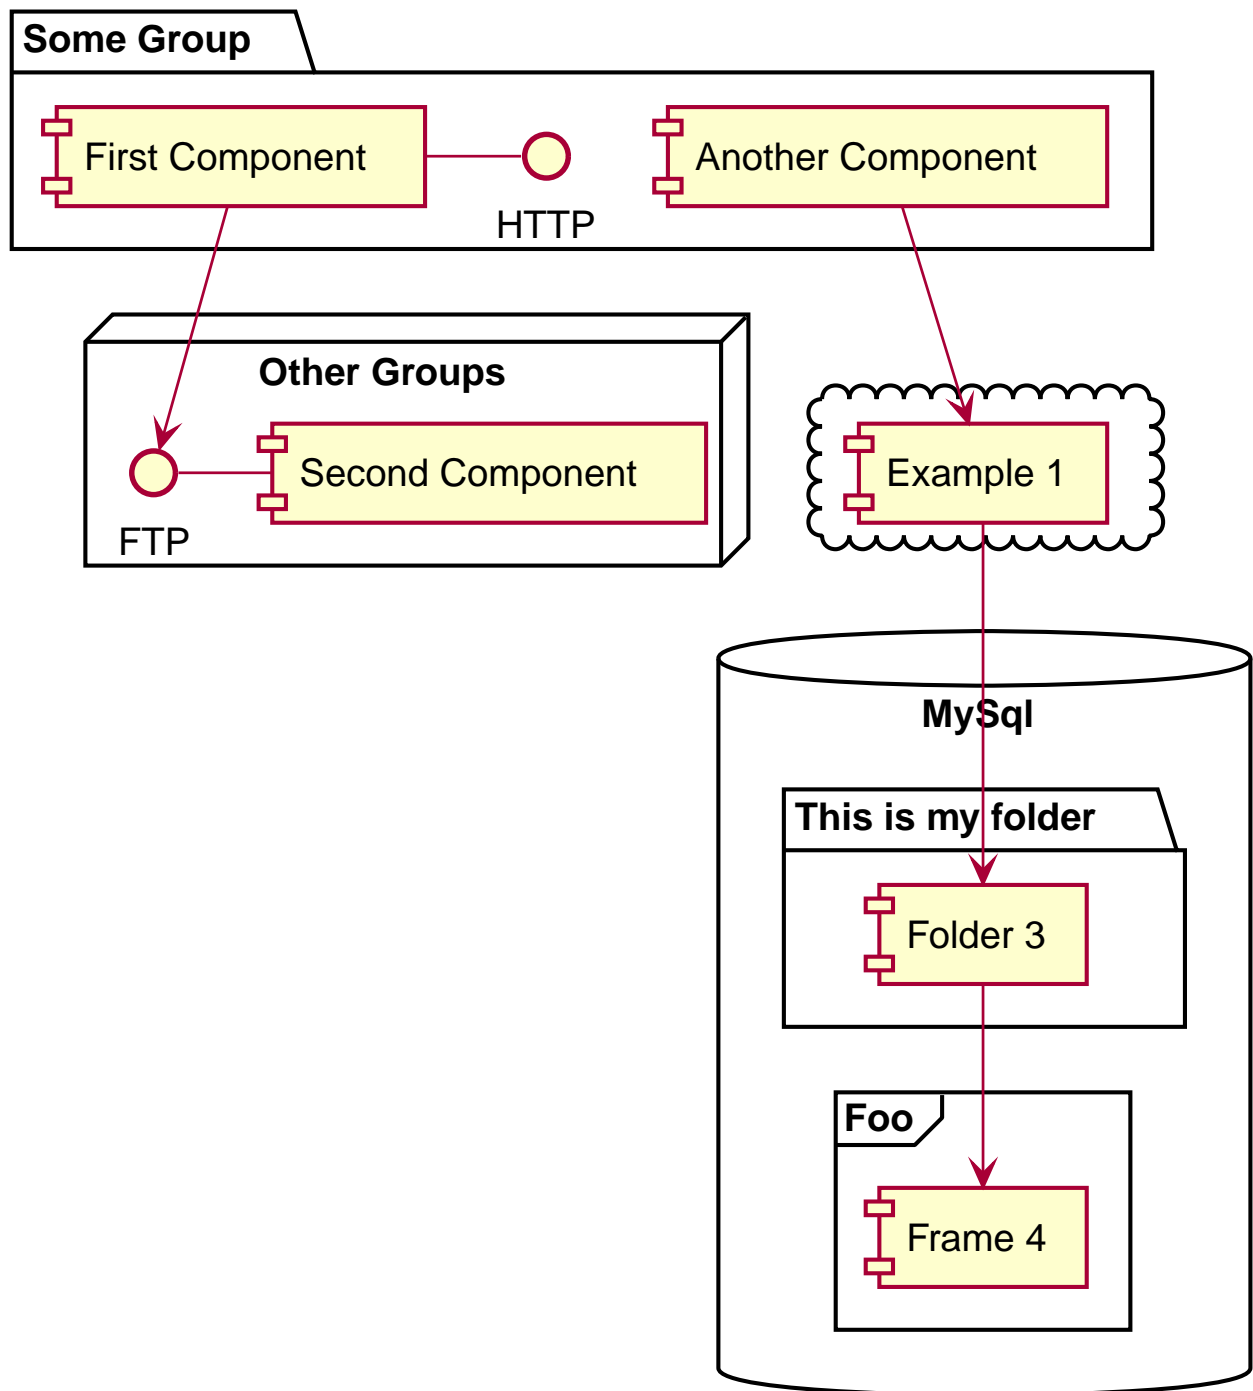 Some Group
First Component
Another Component
HTTP
Other Groups
Second Component
Example 1
FTP
MySql
This is my folder
Folder 3
Foo
Frame 4